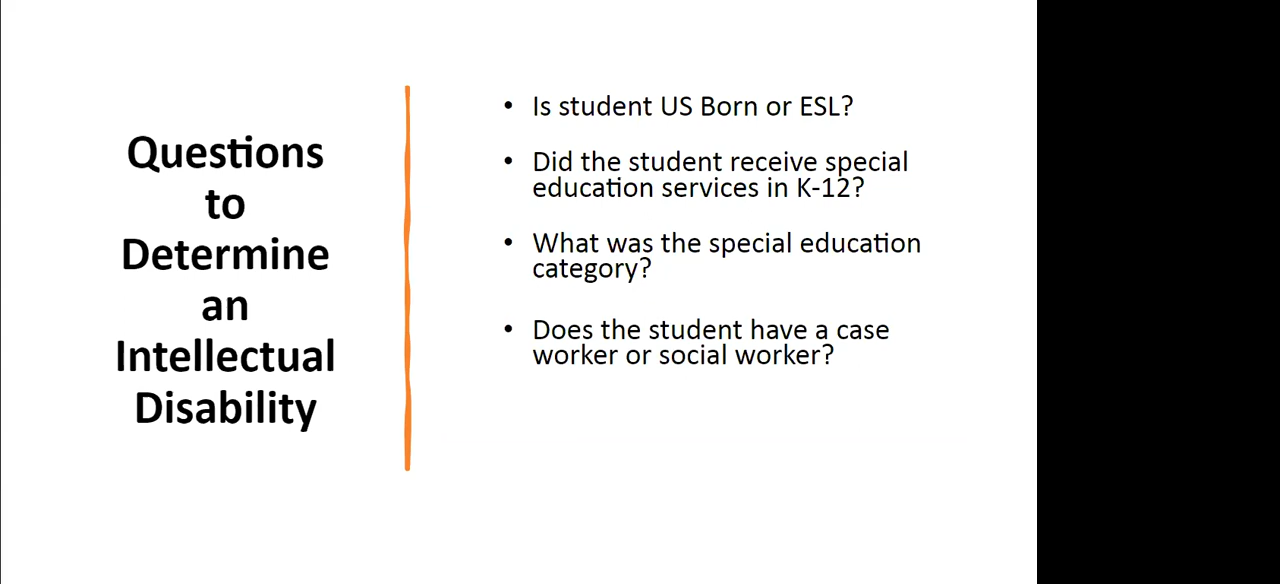 Questions
to
Determine
an
Intellectual
Disability
• Is student US Born or ESL?
• Did the student receive special
education services in K-12?
• What was the special education
category?
• Does the student have a case
worker or social worker?